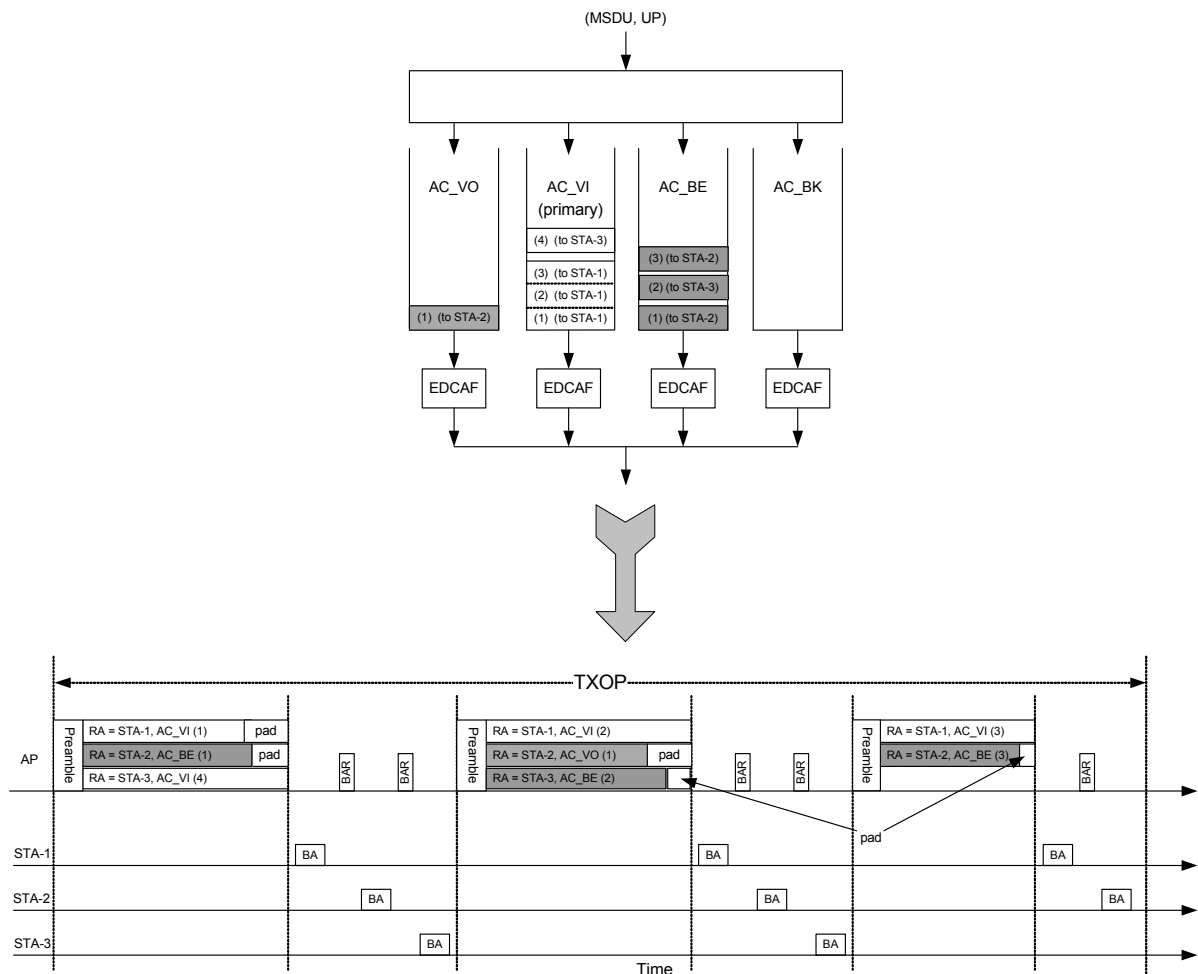 (MSDU, UP)
AC_VO
AC_VI
(primary)
AC_BE
AC_BK
(4) (to STA-3)
(3) (to STA-1)
(2) (to STA-1)
(1) (to STA-1)
(3) (to STA-2)
(2) (to STA-3)
(1) (to STA-2)
(1) (to STA-2)
EDCAF
EDCAF
EDCAF
EDCAF
TXOP
AP
Preamble
RA = STA-1, AC_VI (1)
pad
RA = STA-2, AC_BE (1)
pad
RA = STA-3, AC_VI (4)
BAR
BAR
Preamble
RA = STA-1, AC_VI (2)
RA = STA-2, AC_VO (1)
pad
RA = STA-3, AC_BE (2)
BAR
BAR
Preamble
RA = STA-1, AC_VI (3)
RA = STA-2, AC_BE (3)
BAR
pad
STA-1
BA
BA
BA
STA-2
BA
BA
BA
STA-3
BA
BA
Time